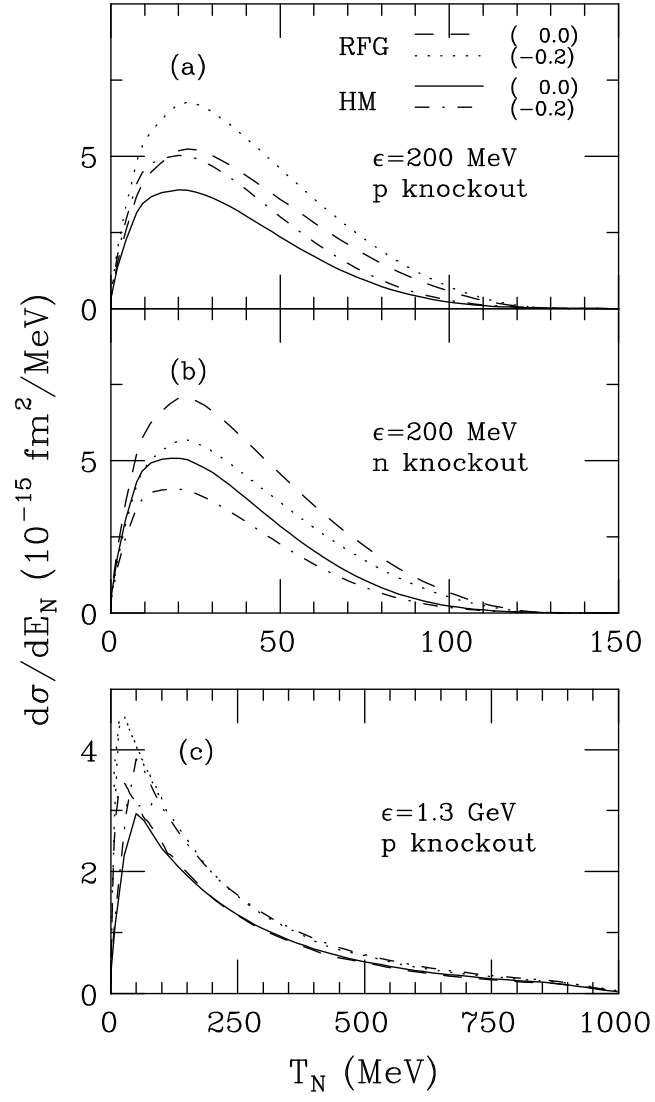 RFG ( 0.0)
(−0.2)
HM ( 0.0)
(−0.2)
(a)
ϵ=200 MeV
p knockout
5
0
(b)
ϵ=200 MeV
n knockout
5
0
0 50 100 150
(c)
ϵ=1.3 GeV
p knockout
4
2
0
0 250 500 750 1000
T_N (MeV)
dσ/dE_N (10^−15 fm^2/MeV)